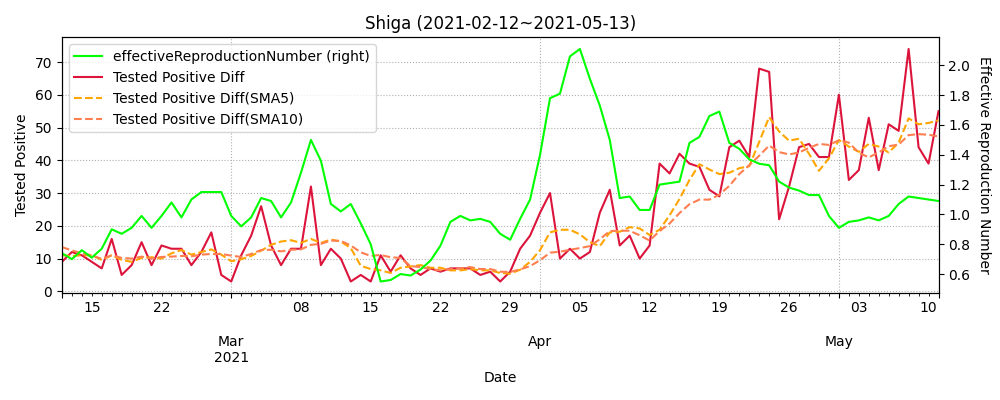 Shiga (2021-02-12~2021-05-13)
effectiveReproductionNumber (right)
Tested Positive Diff
Tested Positive Diff(SMA5)
Tested Positive Diff(SMA10)
Tested Positive
70
60
50
40
30
20
10
0
2.0
1.8
1.6
1.4
1.2
1.0
0.8
0.6
Effective Reproduction Number
15 22 08 15 22 29 05 12 19 26 03 10
Mar Apr May
2021
Date